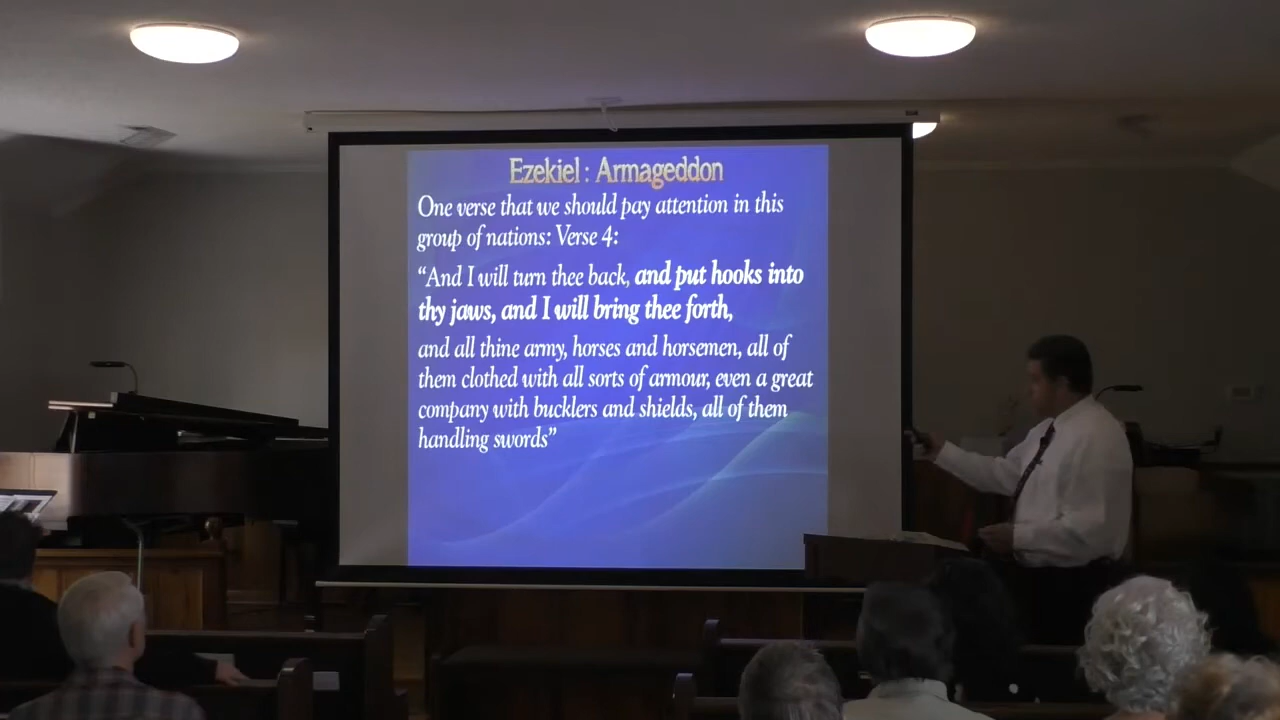 Ezekiel : Armageddon
One verse that we should pay attention in this
group of nations: Verse 4:
“And I will turn thee back, and put hooks into
thy jaws, and I will bring thee forth,
and all thine army, horses and horsemen, all of
them clothed with all sorts of armour, even a great
company with bucklers and shields, all of them
handling swords”